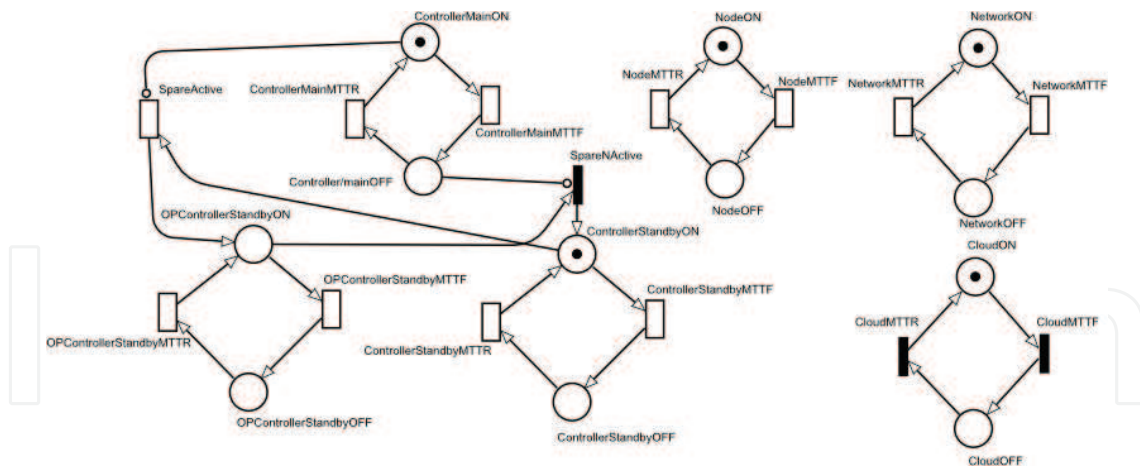 ControllerMainON
NodeON
NetworkON
SpareActive
ControllerMainMTTR
NodeMTTR
NodeMTTF
NetworkMTTR
NetworkMTTF
ControllerMainMTTF
SpareNActive
Controller/mainOFF
NodeOFF
OPControllerStandbyON
NetworkOFF
ControllerStandbyON
CloudON
OPControllerStandbyMTTF
ControllerStandbyMTTF
OPControllerStandbyMTTR
ControllerStandbyMTTR
CloudMTTR
CloudMTTF
OPControllerStandbyOFF
ControllerStandbyOFF
CloudOFF